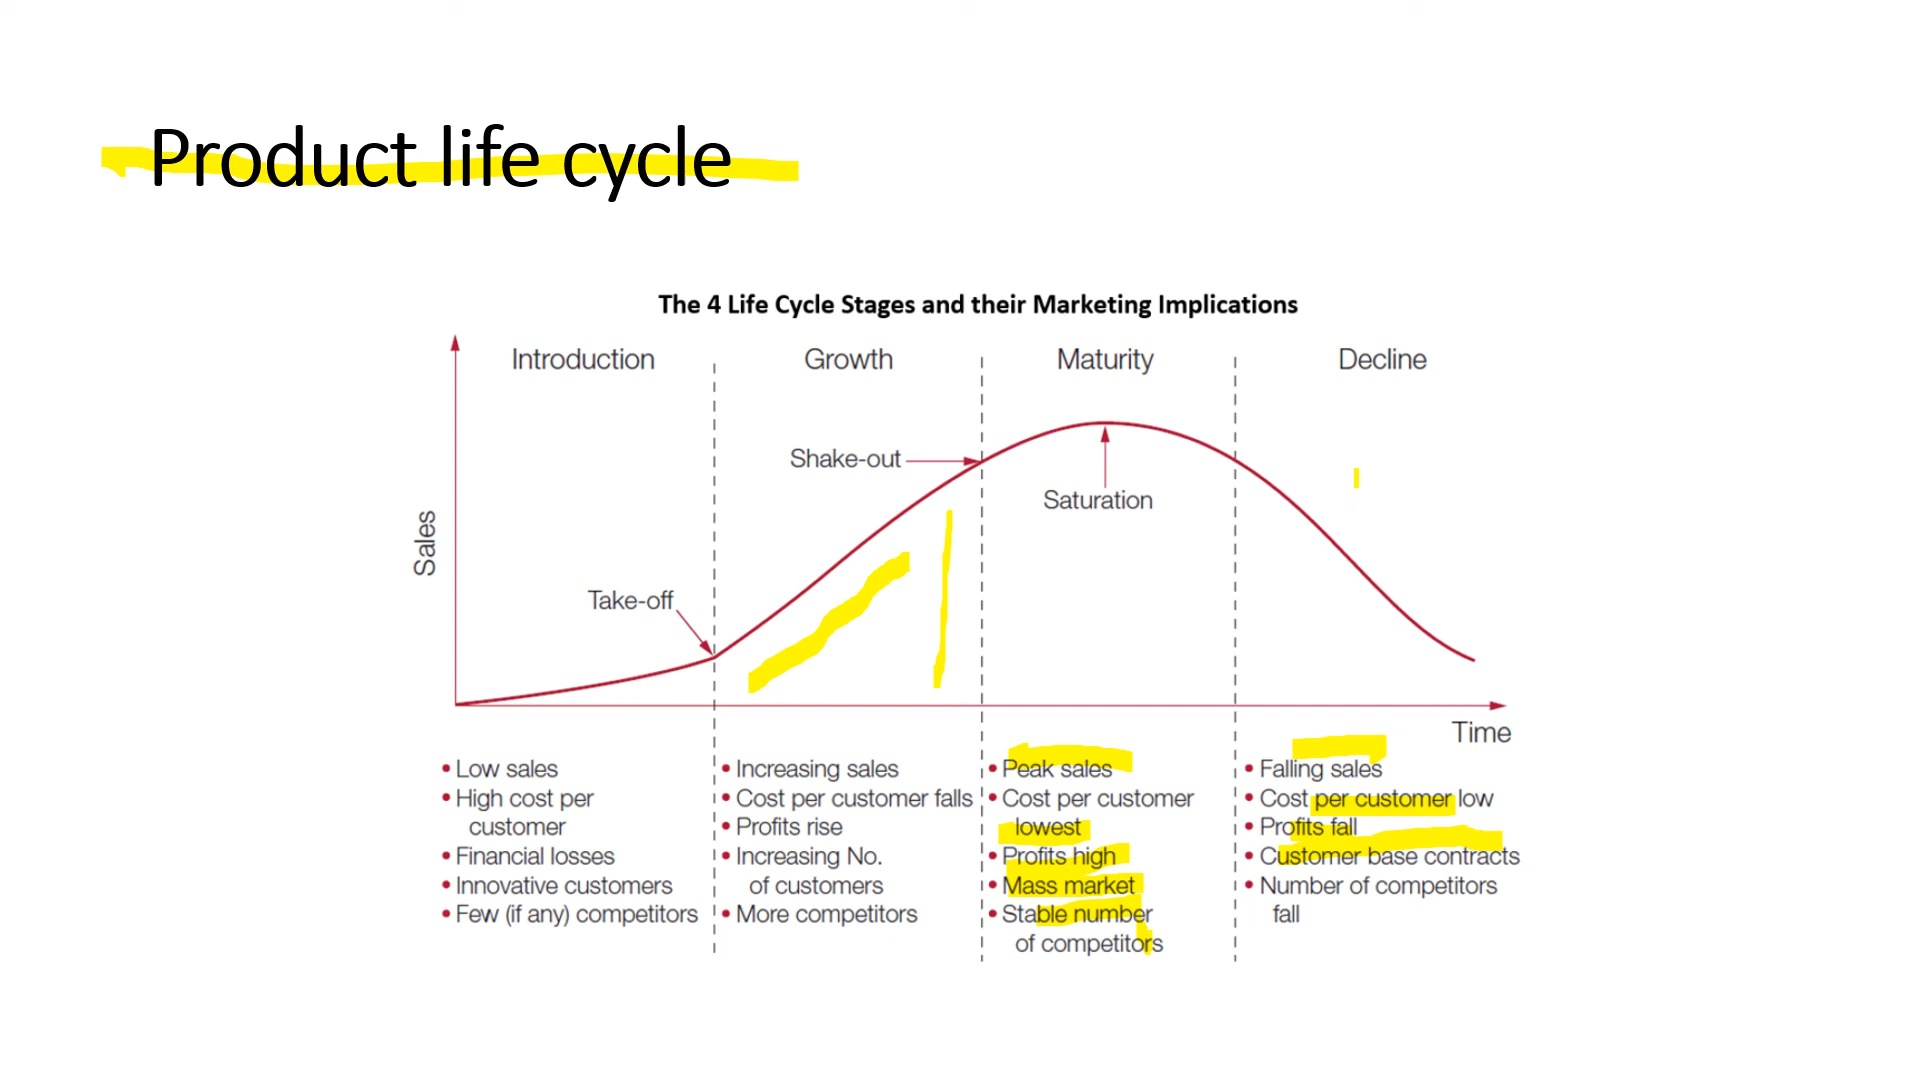 Product life cycle
The 4 Life Cycle Stages and their Marketing Implications
Introduction
Growth
Maturity
Decline
Shake-out
Saturation
Take-off
Sales
Time
• Low sales
• High cost per
customer
• Financial losses
• Innovative customers
• Few (if any) competitors
• Increasing sales
• Cost per customer falls
• Profits rise
• Increasing No.
of customers
• More competitors
• Peak sales
• Cost per customer
lowest
• Profits high
• Mass market
• Stable number
of competitors
• Falling sales
• Cost per customer low
• Profits fall
• Customer base contracts
• Number of competitors
fall